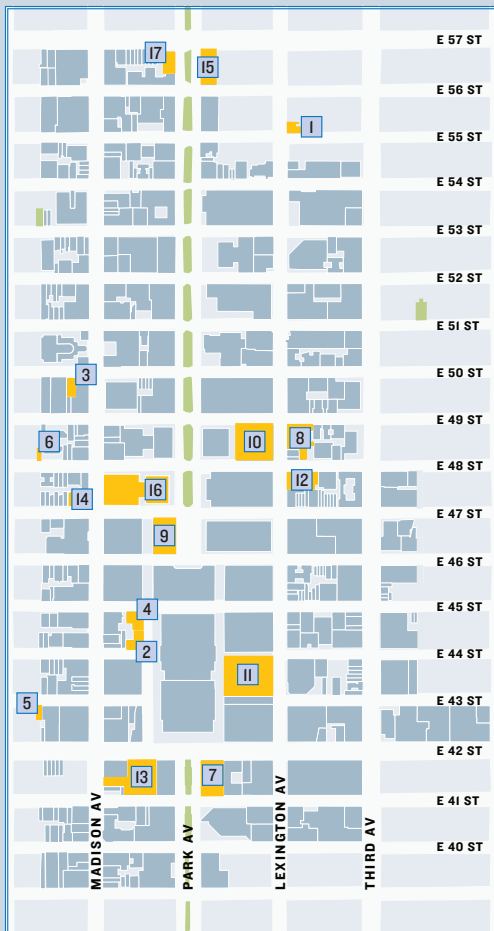 E 57 ST
17
15
E 56 ST
1
E 55 ST
E 54 ST
E 53 ST
E 52 ST
E 51 ST
3
E 50 ST
E 49 ST
6
10
8
E 48 ST
14
16
12
E 47 ST
9
E 46 ST
4
E 45 ST
2
E 44 ST
11
5
E 43 ST
E 42 ST
13
7
E 41 ST
MADISON AV
PARK AV
LEXINGTON AV
THIRD AV
E 40 ST